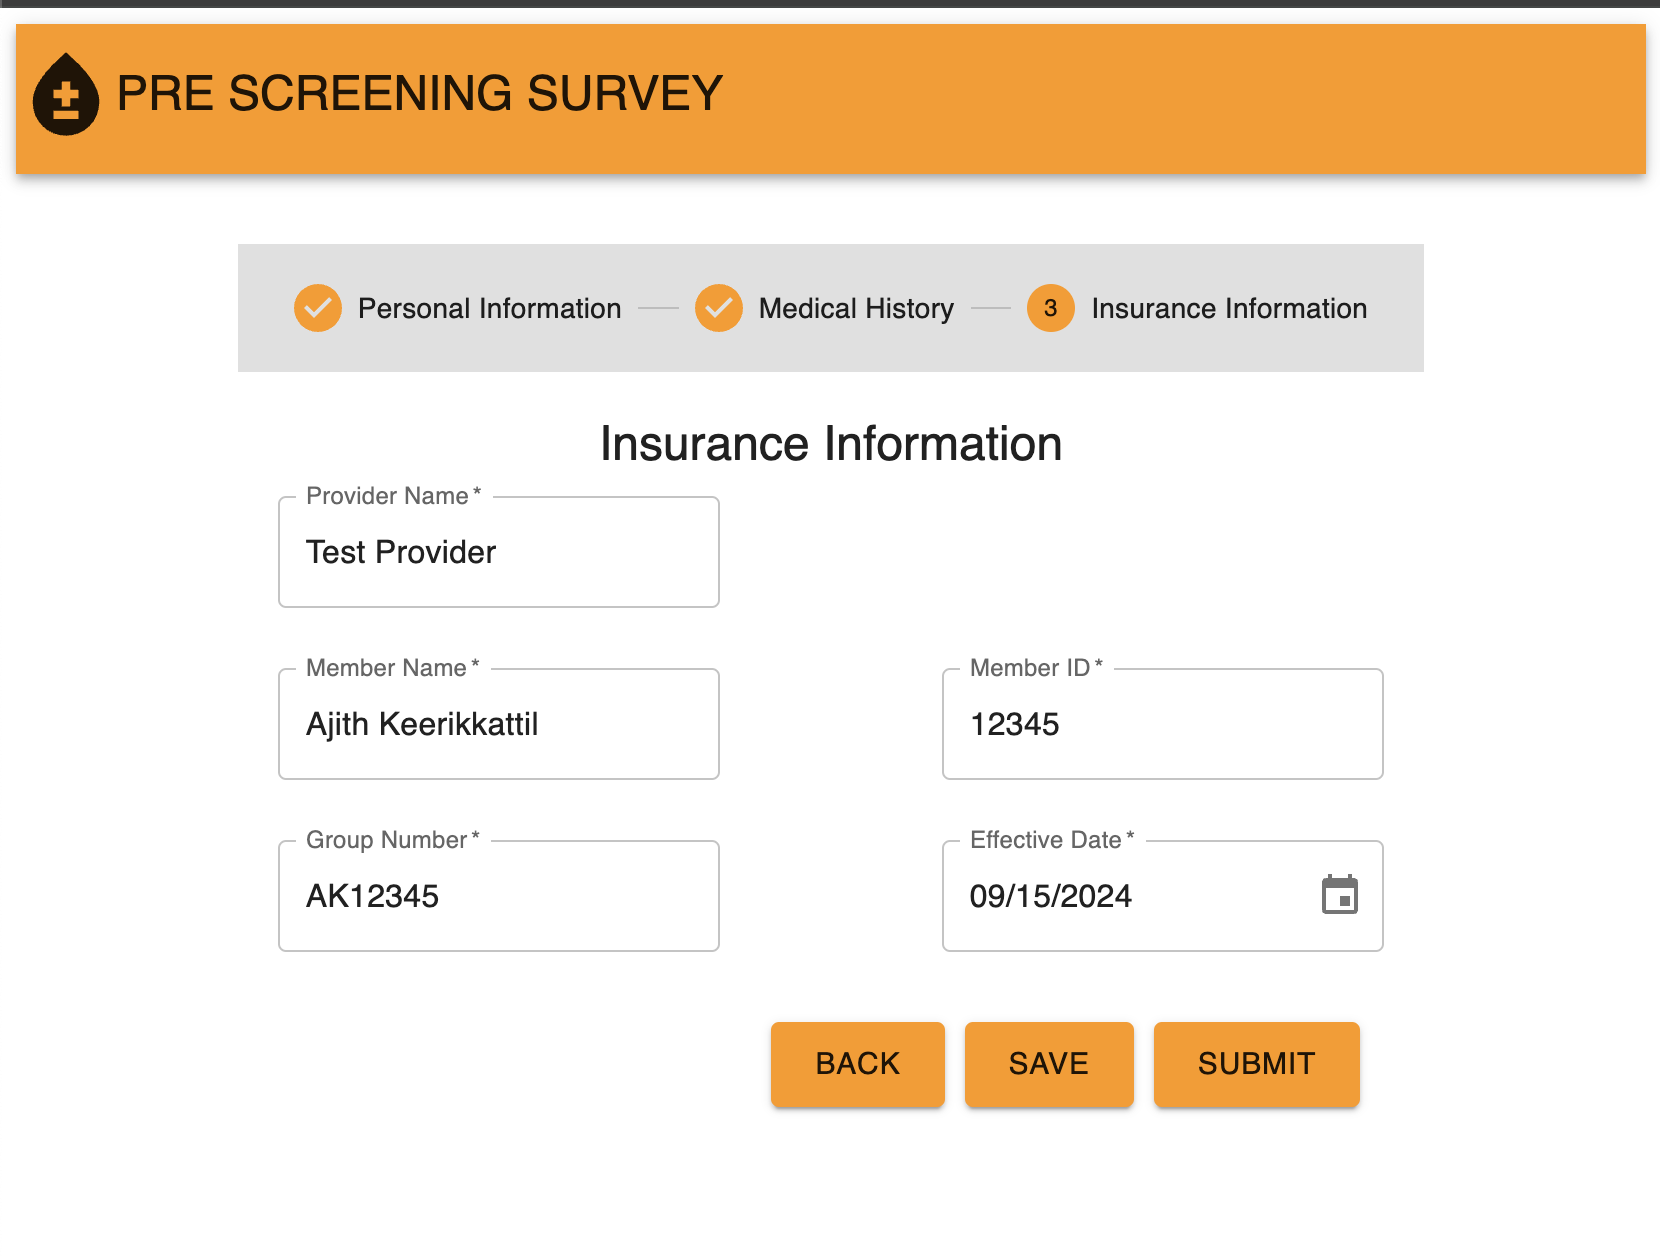 PRE SCREENING SURVEY
Personal Information
Medical History
3 Insurance Information
Insurance Information
Provider Name *
Test Provider
Member Name *
Ajith Keerikkattil
Member ID *
12345
Group Number *
AK12345
Effective Date *
09/15/2024
BACK
SAVE
SUBMIT